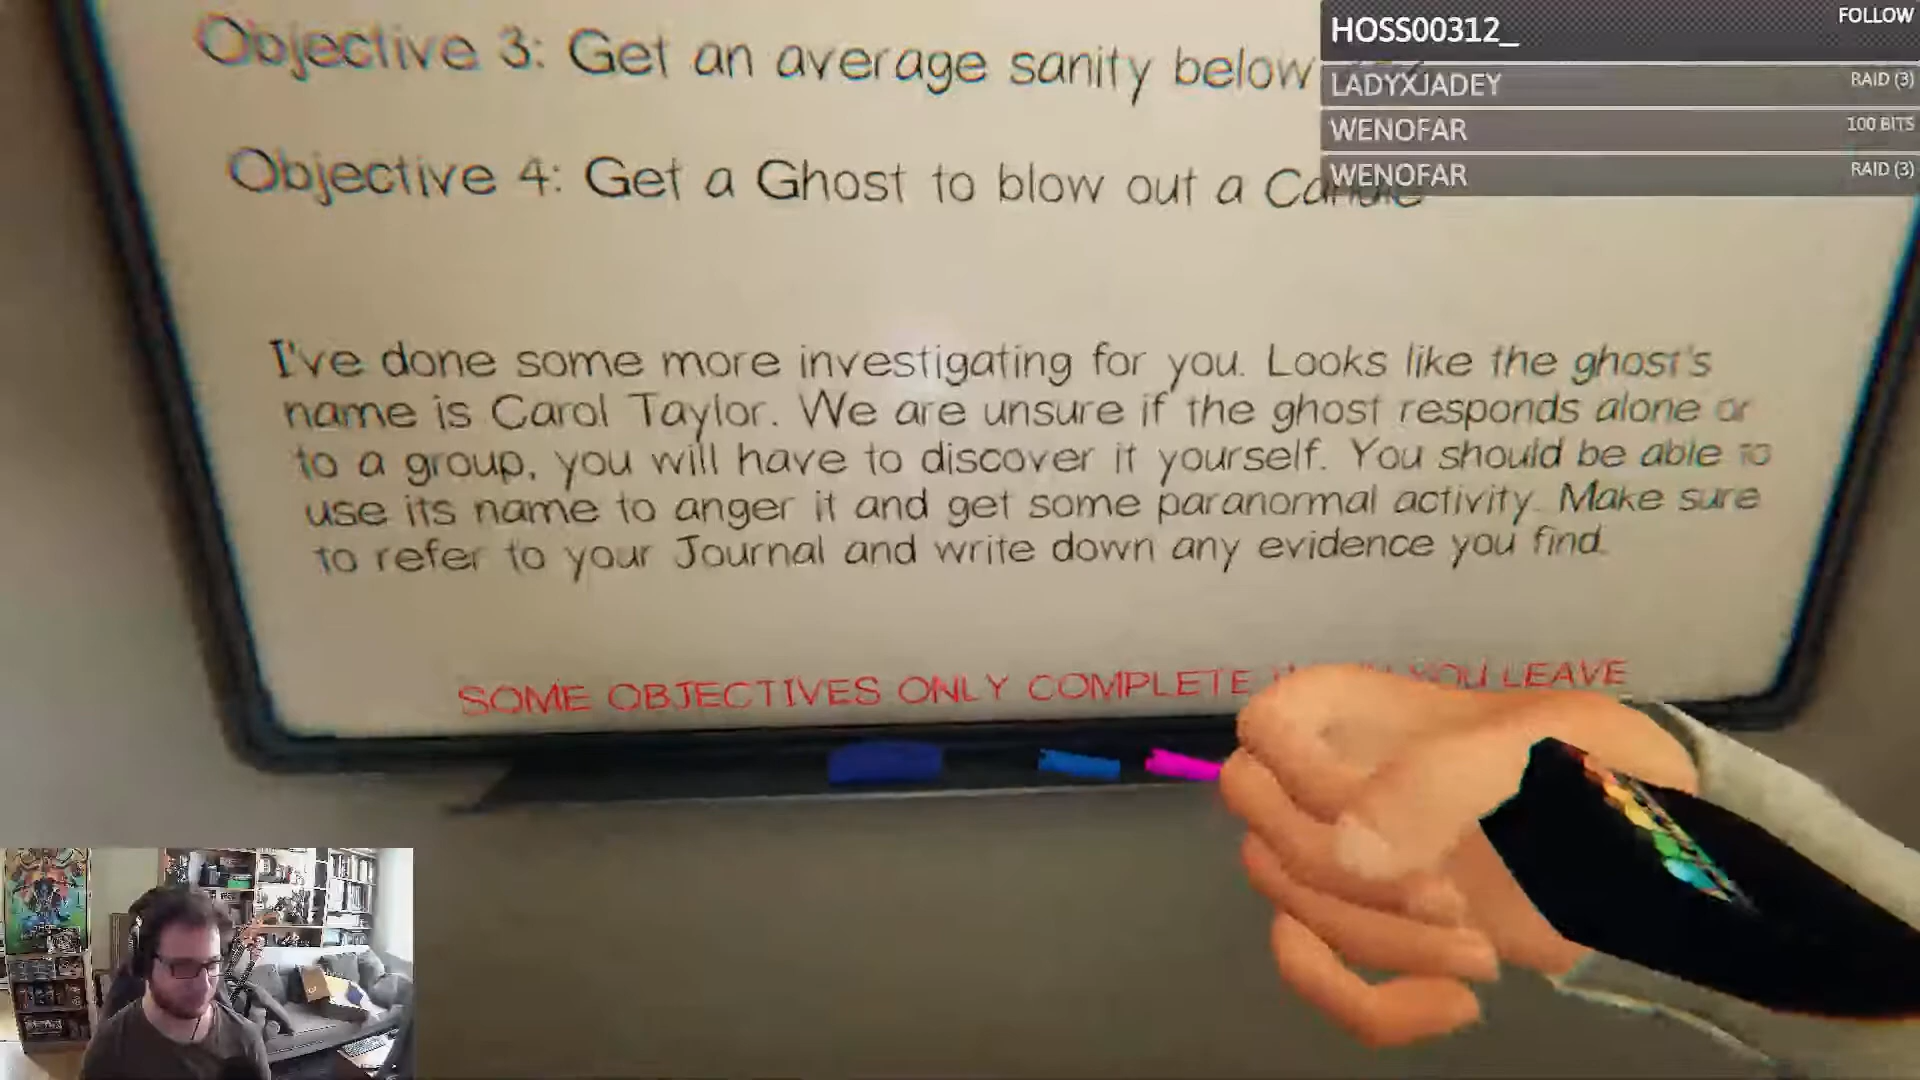 FOLLOW
HOSS00312_
Objective 3: Get an average sanity below
LADYXJADEY RAID (3)
WENOFAR 100 BITS
Objective 4: Get a Ghost to blow out a Candle
WENOFAR RAID (3)
I've done some more investigating for you. Looks like the ghost's
name is Carol Taylor. We are unsure if the ghost responds alone or
to a group, you will have to discover it yourself. You should be able to
use its name to anger it and get some paranormal activity. Make sure
to refer to your Journal and write down any evidence you find.
SOME OBJECTIVES ONLY COMPLETE YOU LEAVE